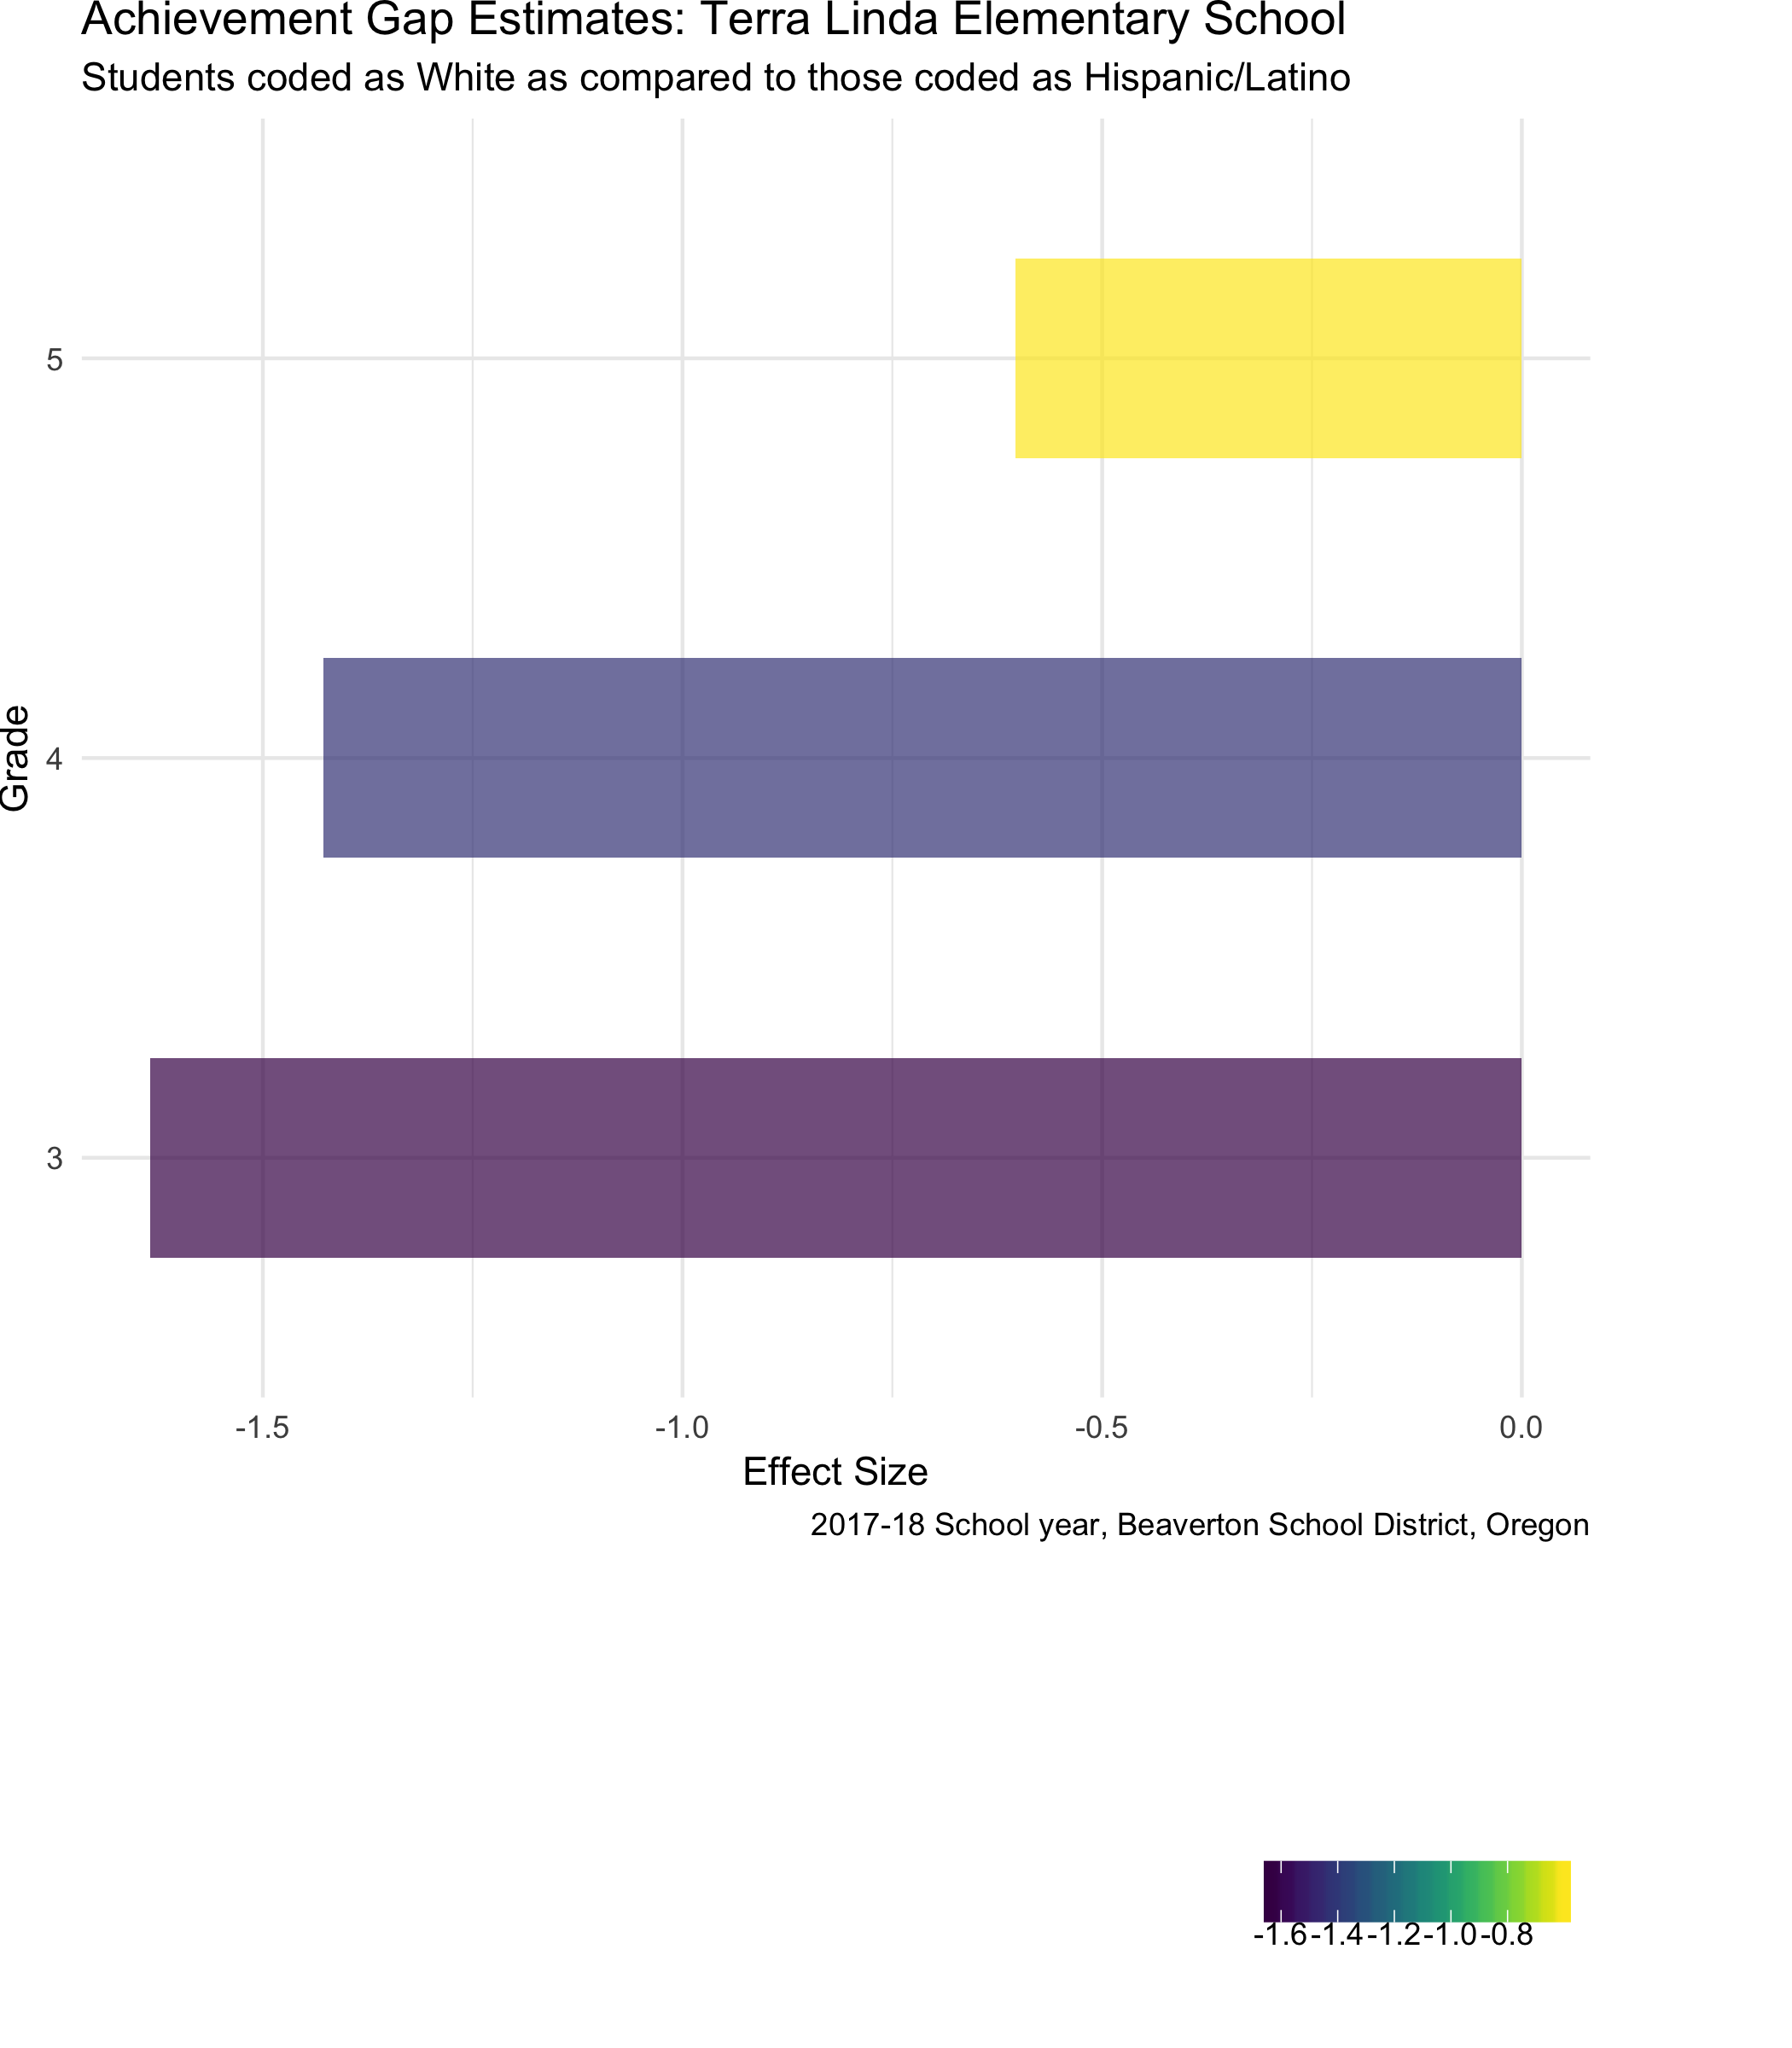 Achievement Gap Estimates: Terra Linda Elementary School
Students coded as White as compared to those coded as Hispanic/Latino
Grade
5
4
3
-1.5 -1.0 -0.5 0.0
Effect Size
2017-18 School year, Beaverton School District, Oregon
-1.6 -1.4 -1.2 -1.0 -0.8